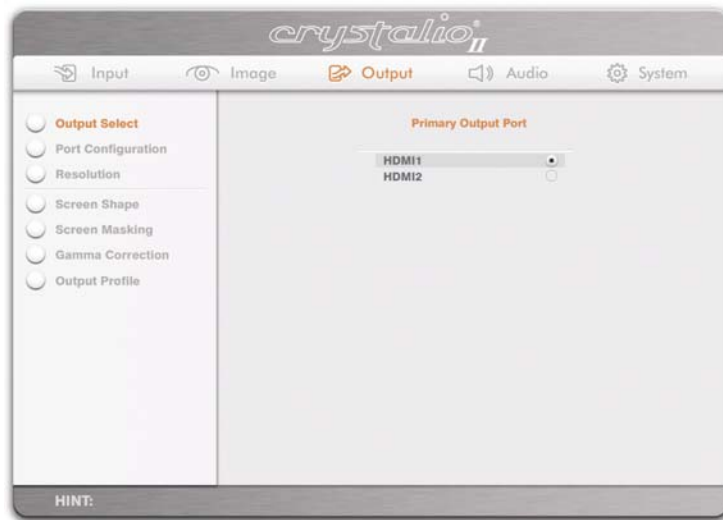 crystalio II
Input Image Output Audio System
Output Select
Port Configuration
Resolution
Screen Shape
Screen Masking
Gamma Correction
Output Profile
Primary Output Port
HDMI1
HDMI2
HINT: